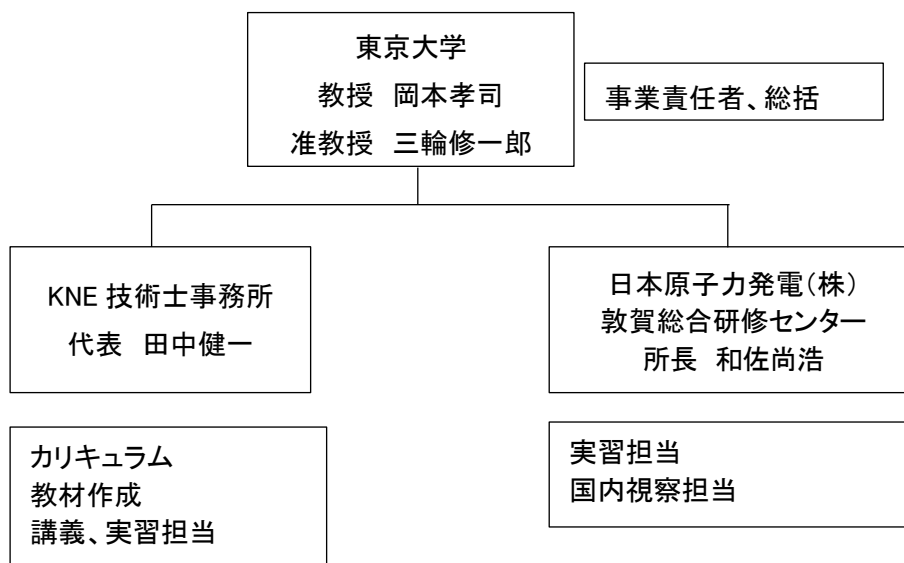 東京大学
教授 岡本孝司
准教授 三輪修一郎
事業責任者、総括
KNE 技術士事務所
代表 田中健一
日本原子力発電(株)
敦賀総合研修センター
所長 和佐尚浩
カリキュラム
教材作成
講義、実習担当
実習担当
国内視察担当